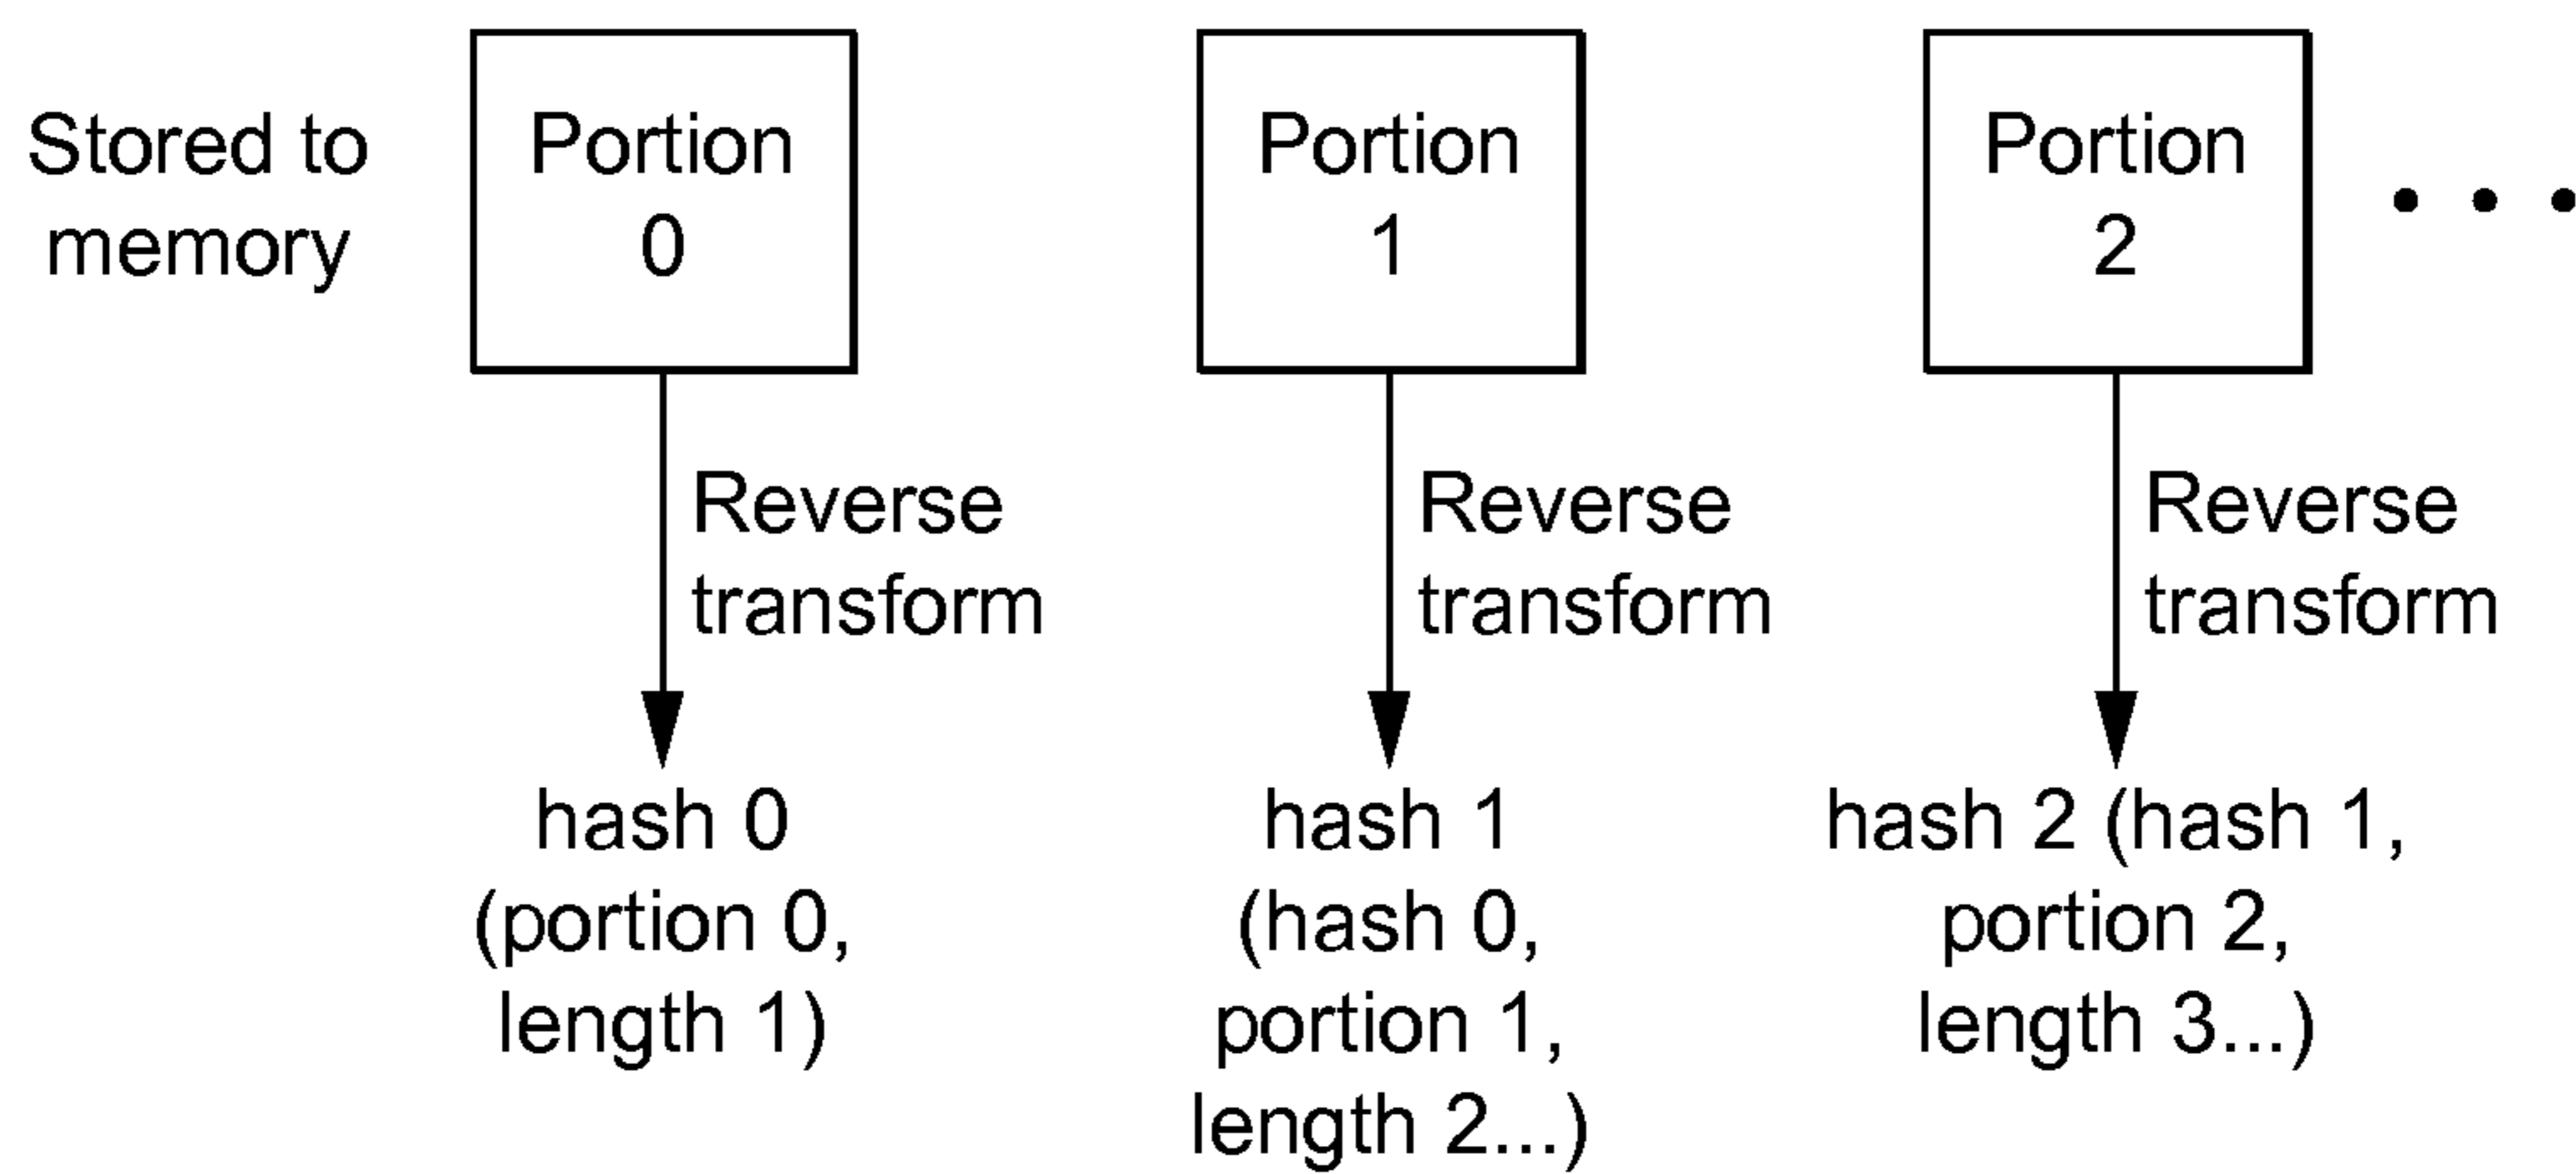 Stored to
memory
Portion
0
Portion
1
Portion
2
Reverse
transform
Reverse
transform
Reverse
transform
hash 0
(portion 0,
length 1)
hash 1
(hash 0,
portion 1,
length 2...)
hash 2 (hash 1,
portion 2,
length 3...)